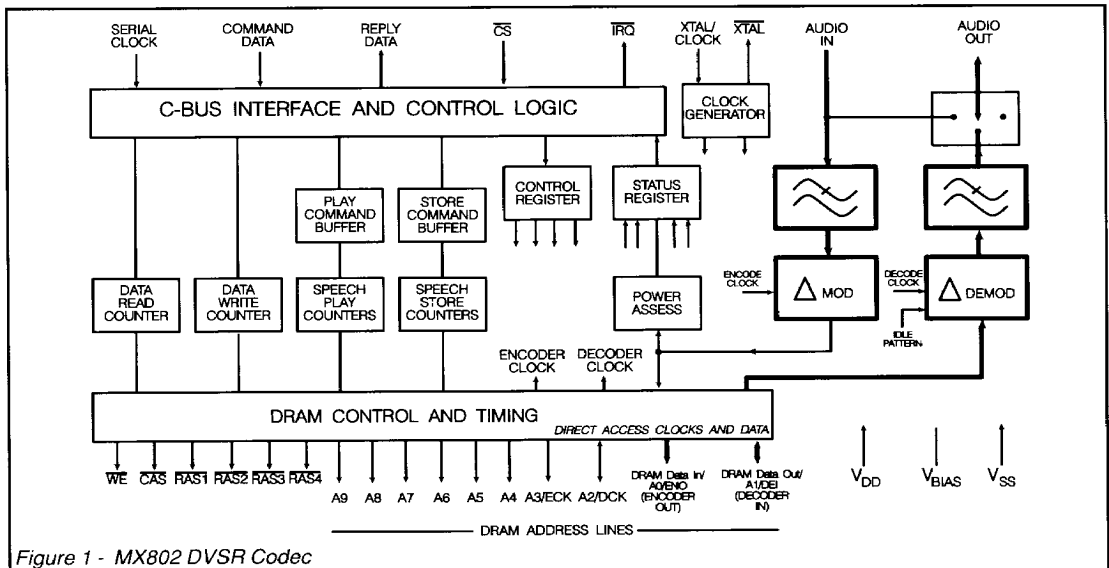 SERIAL
CLOCK
COMMAND
DATA
REPLY
DATA
CS
IRQ
XTAL/
CLOCK
XTAL
AUDIO
IN
AUDIO
OUT
C-BUS INTERFACE AND CONTROL LOGIC
CLOCK
GENERATOR
PLAY
COMMAND
BUFFER
STORE
COMMAND
BUFFER
CONTROL
REGISTER
STATUS
REGISTER
DATA
READ
COUNTER
DATA
WRITE
COUNTER
SPEECH
PLAY
COUNTERS
SPEECH
STORE
COUNTERS
POWER
ASSESS
ENCODE
CLOCK
Δ MOD
DECODE
CLOCK
Δ DEMOD
IDLE
PATTERN
ENCODER
CLOCK
DECODER
CLOCK
DRAM CONTROL AND TIMING
DIRECT ACCESS CLOCKS AND DATA
WE
CAS
RAS1
RAS2
RAS3
RAS4
A9
A8
A7
A6
A5
A4
A3/ECK
A2/DCK
DRAM Data In/
A0/ENO
(ENCODER
OUT)
DRAM Data Out/
A1/DEI
(DECODER
IN)
VDD
VBIAS
VSS
DRAM ADDRESS LINES
Figure 1 - MX802 DVSR Codec